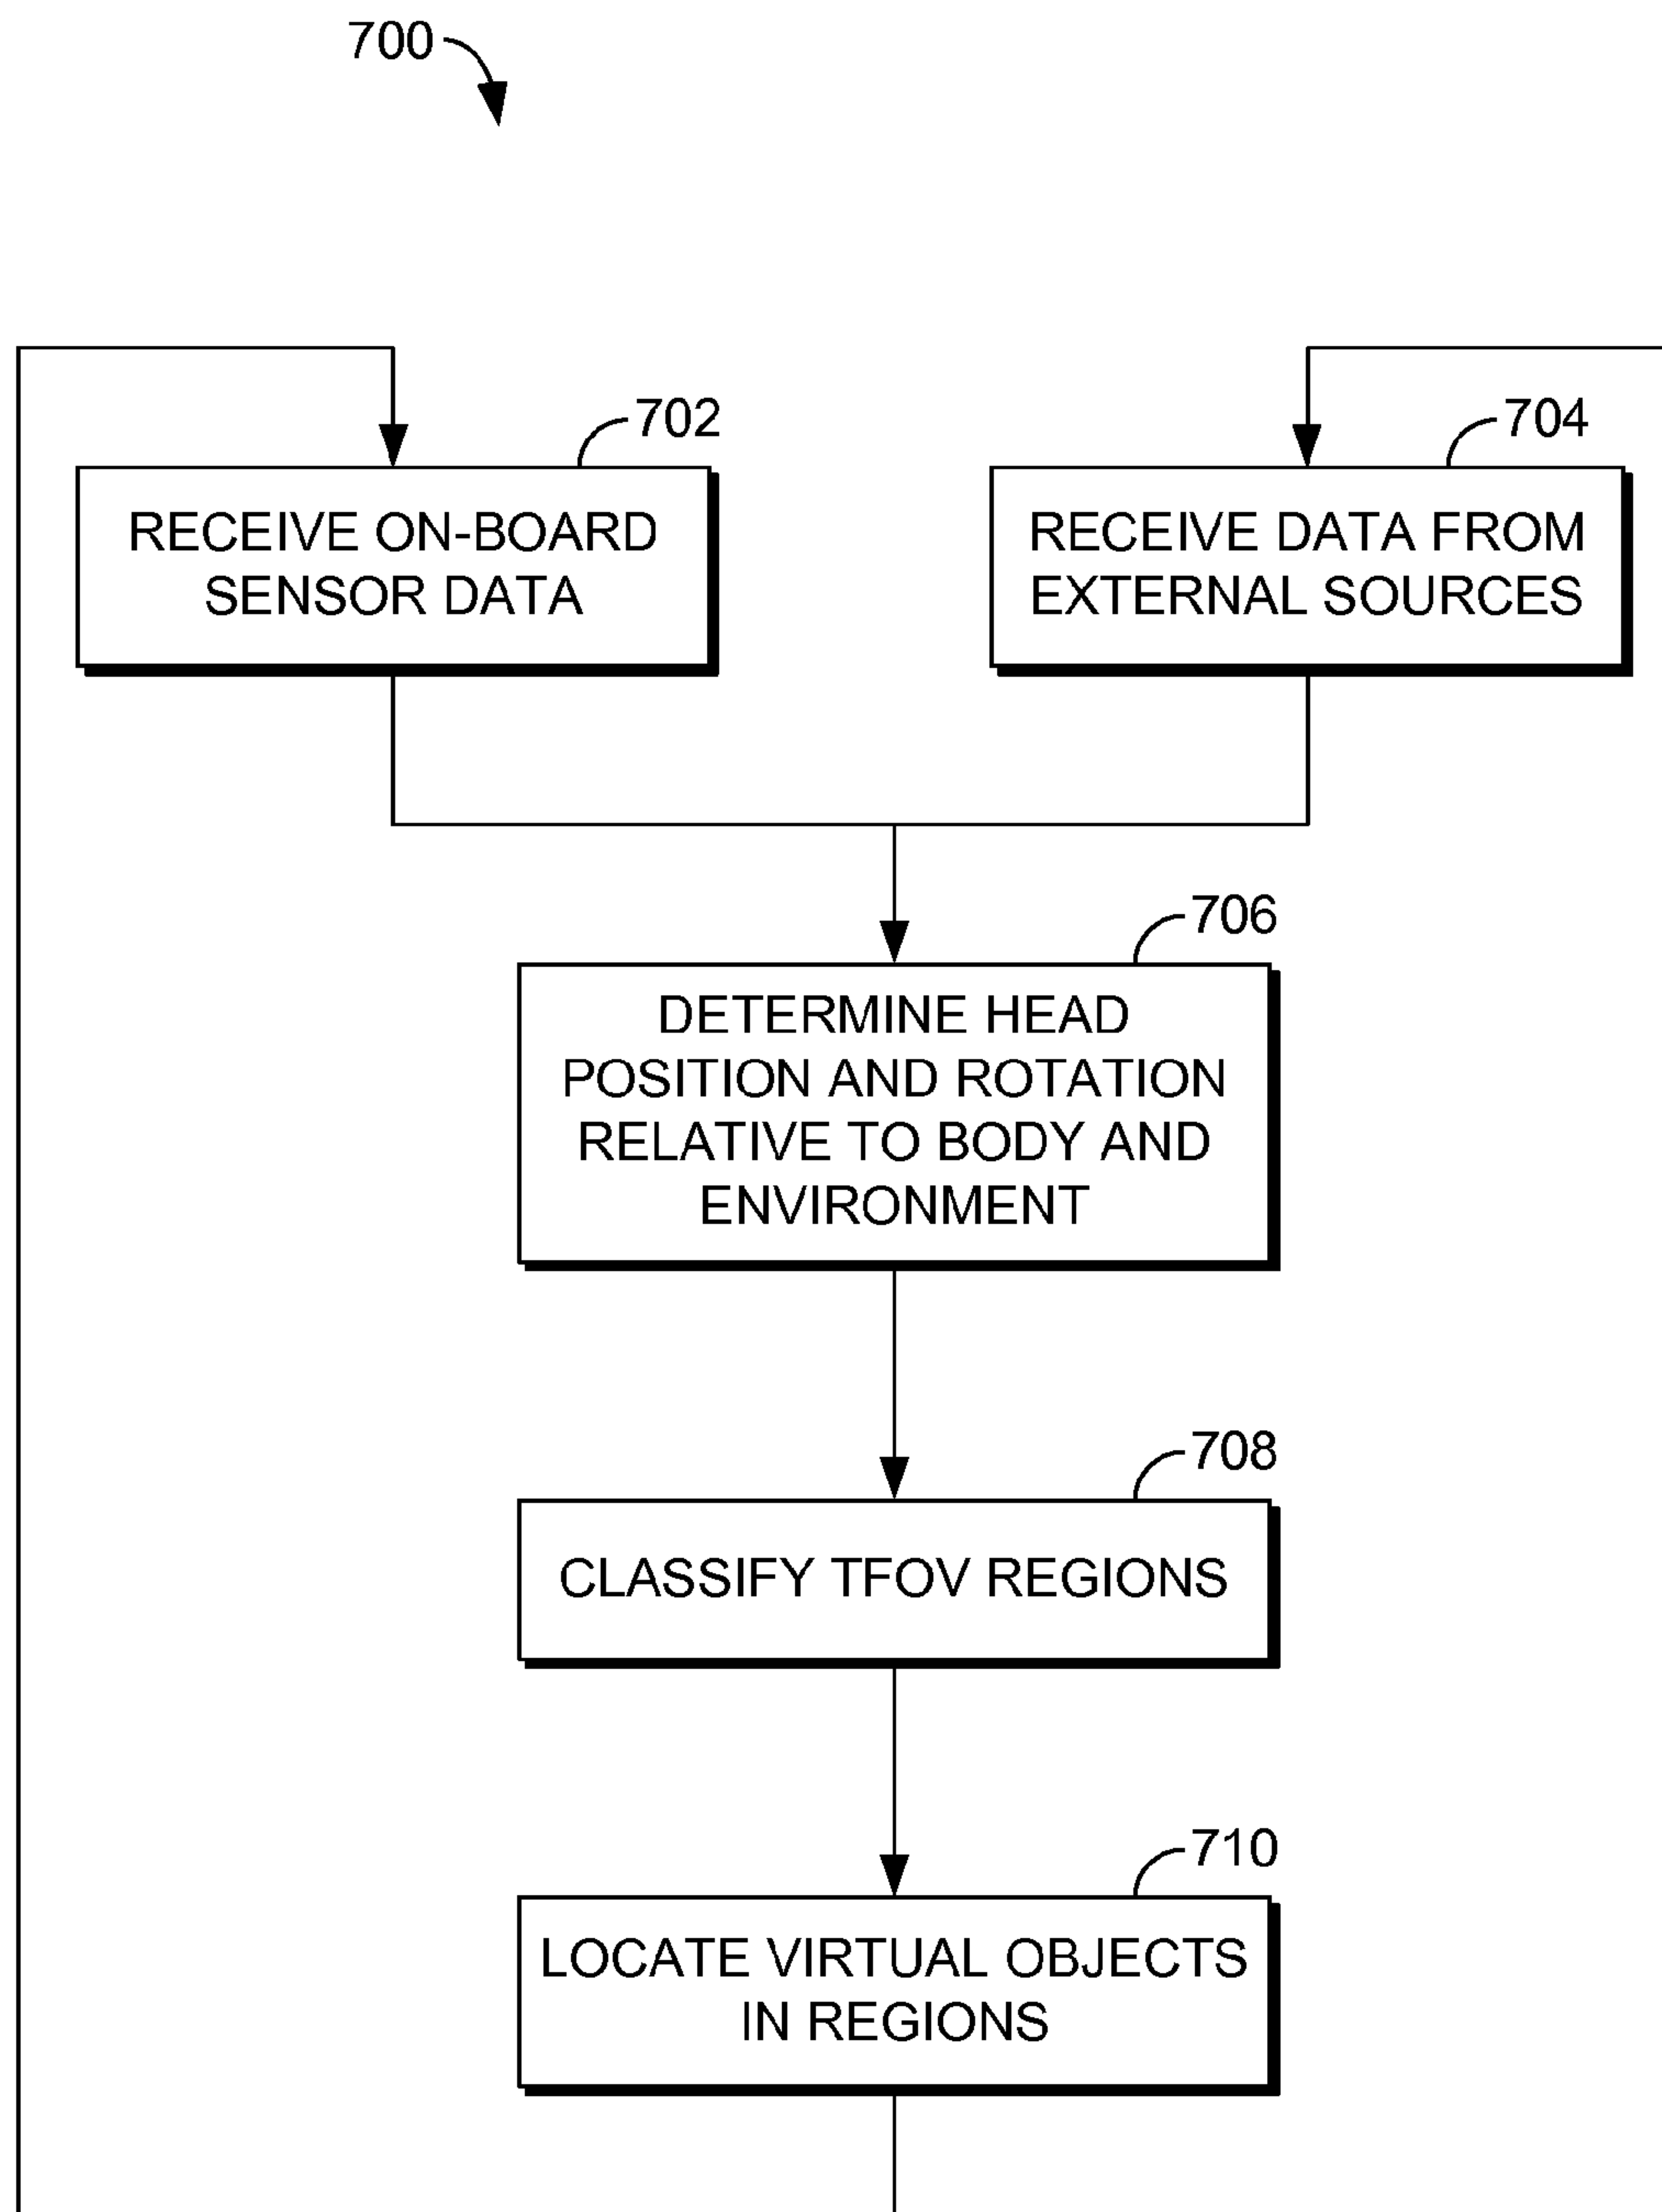 700
702
RECEIVE ON-BOARD
SENSOR DATA
704
RECEIVE DATA FROM
EXTERNAL SOURCES
706
DETERMINE HEAD
POSITION AND ROTATION
RELATIVE TO BODY AND
ENVIRONMENT
708
CLASSIFY TFOV REGIONS
710
LOCATE VIRTUAL OBJECTS
IN REGIONS